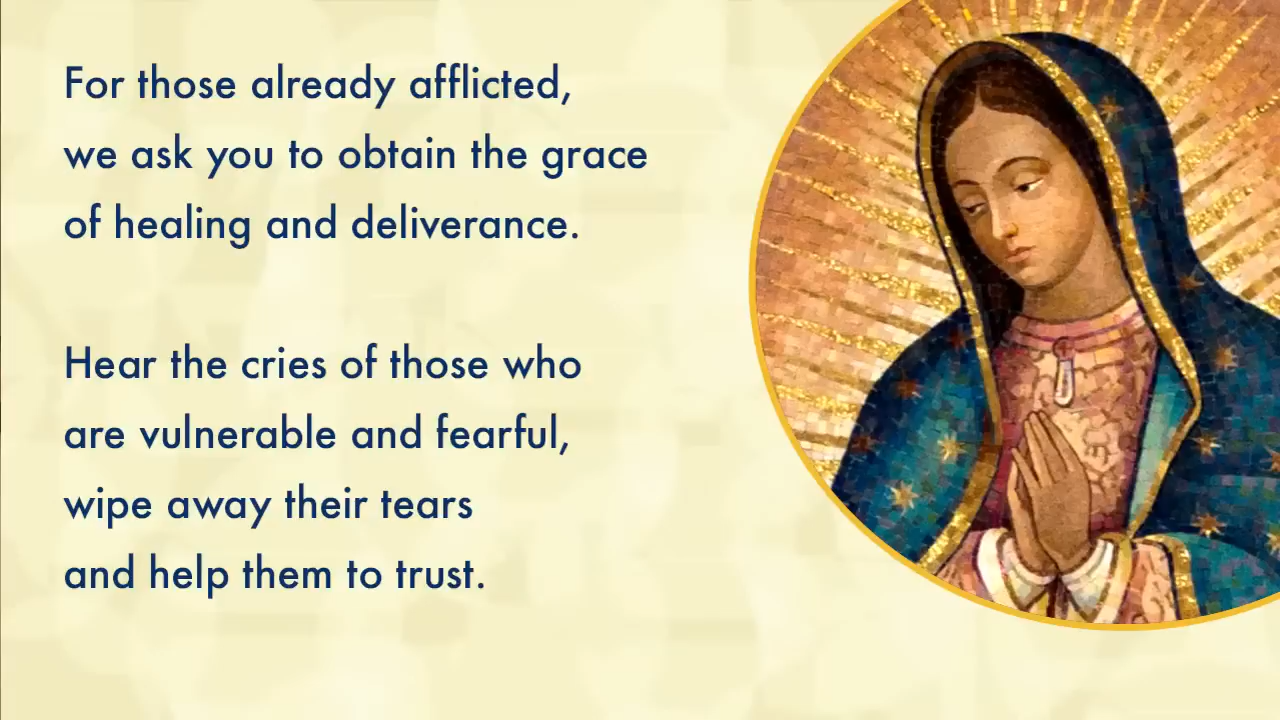 For those already afflicted,
we ask you to obtain the grace
of healing and deliverance.
Hear the cries of those who
are vulnerable and fearful,
wipe away their tears
and help them to trust.